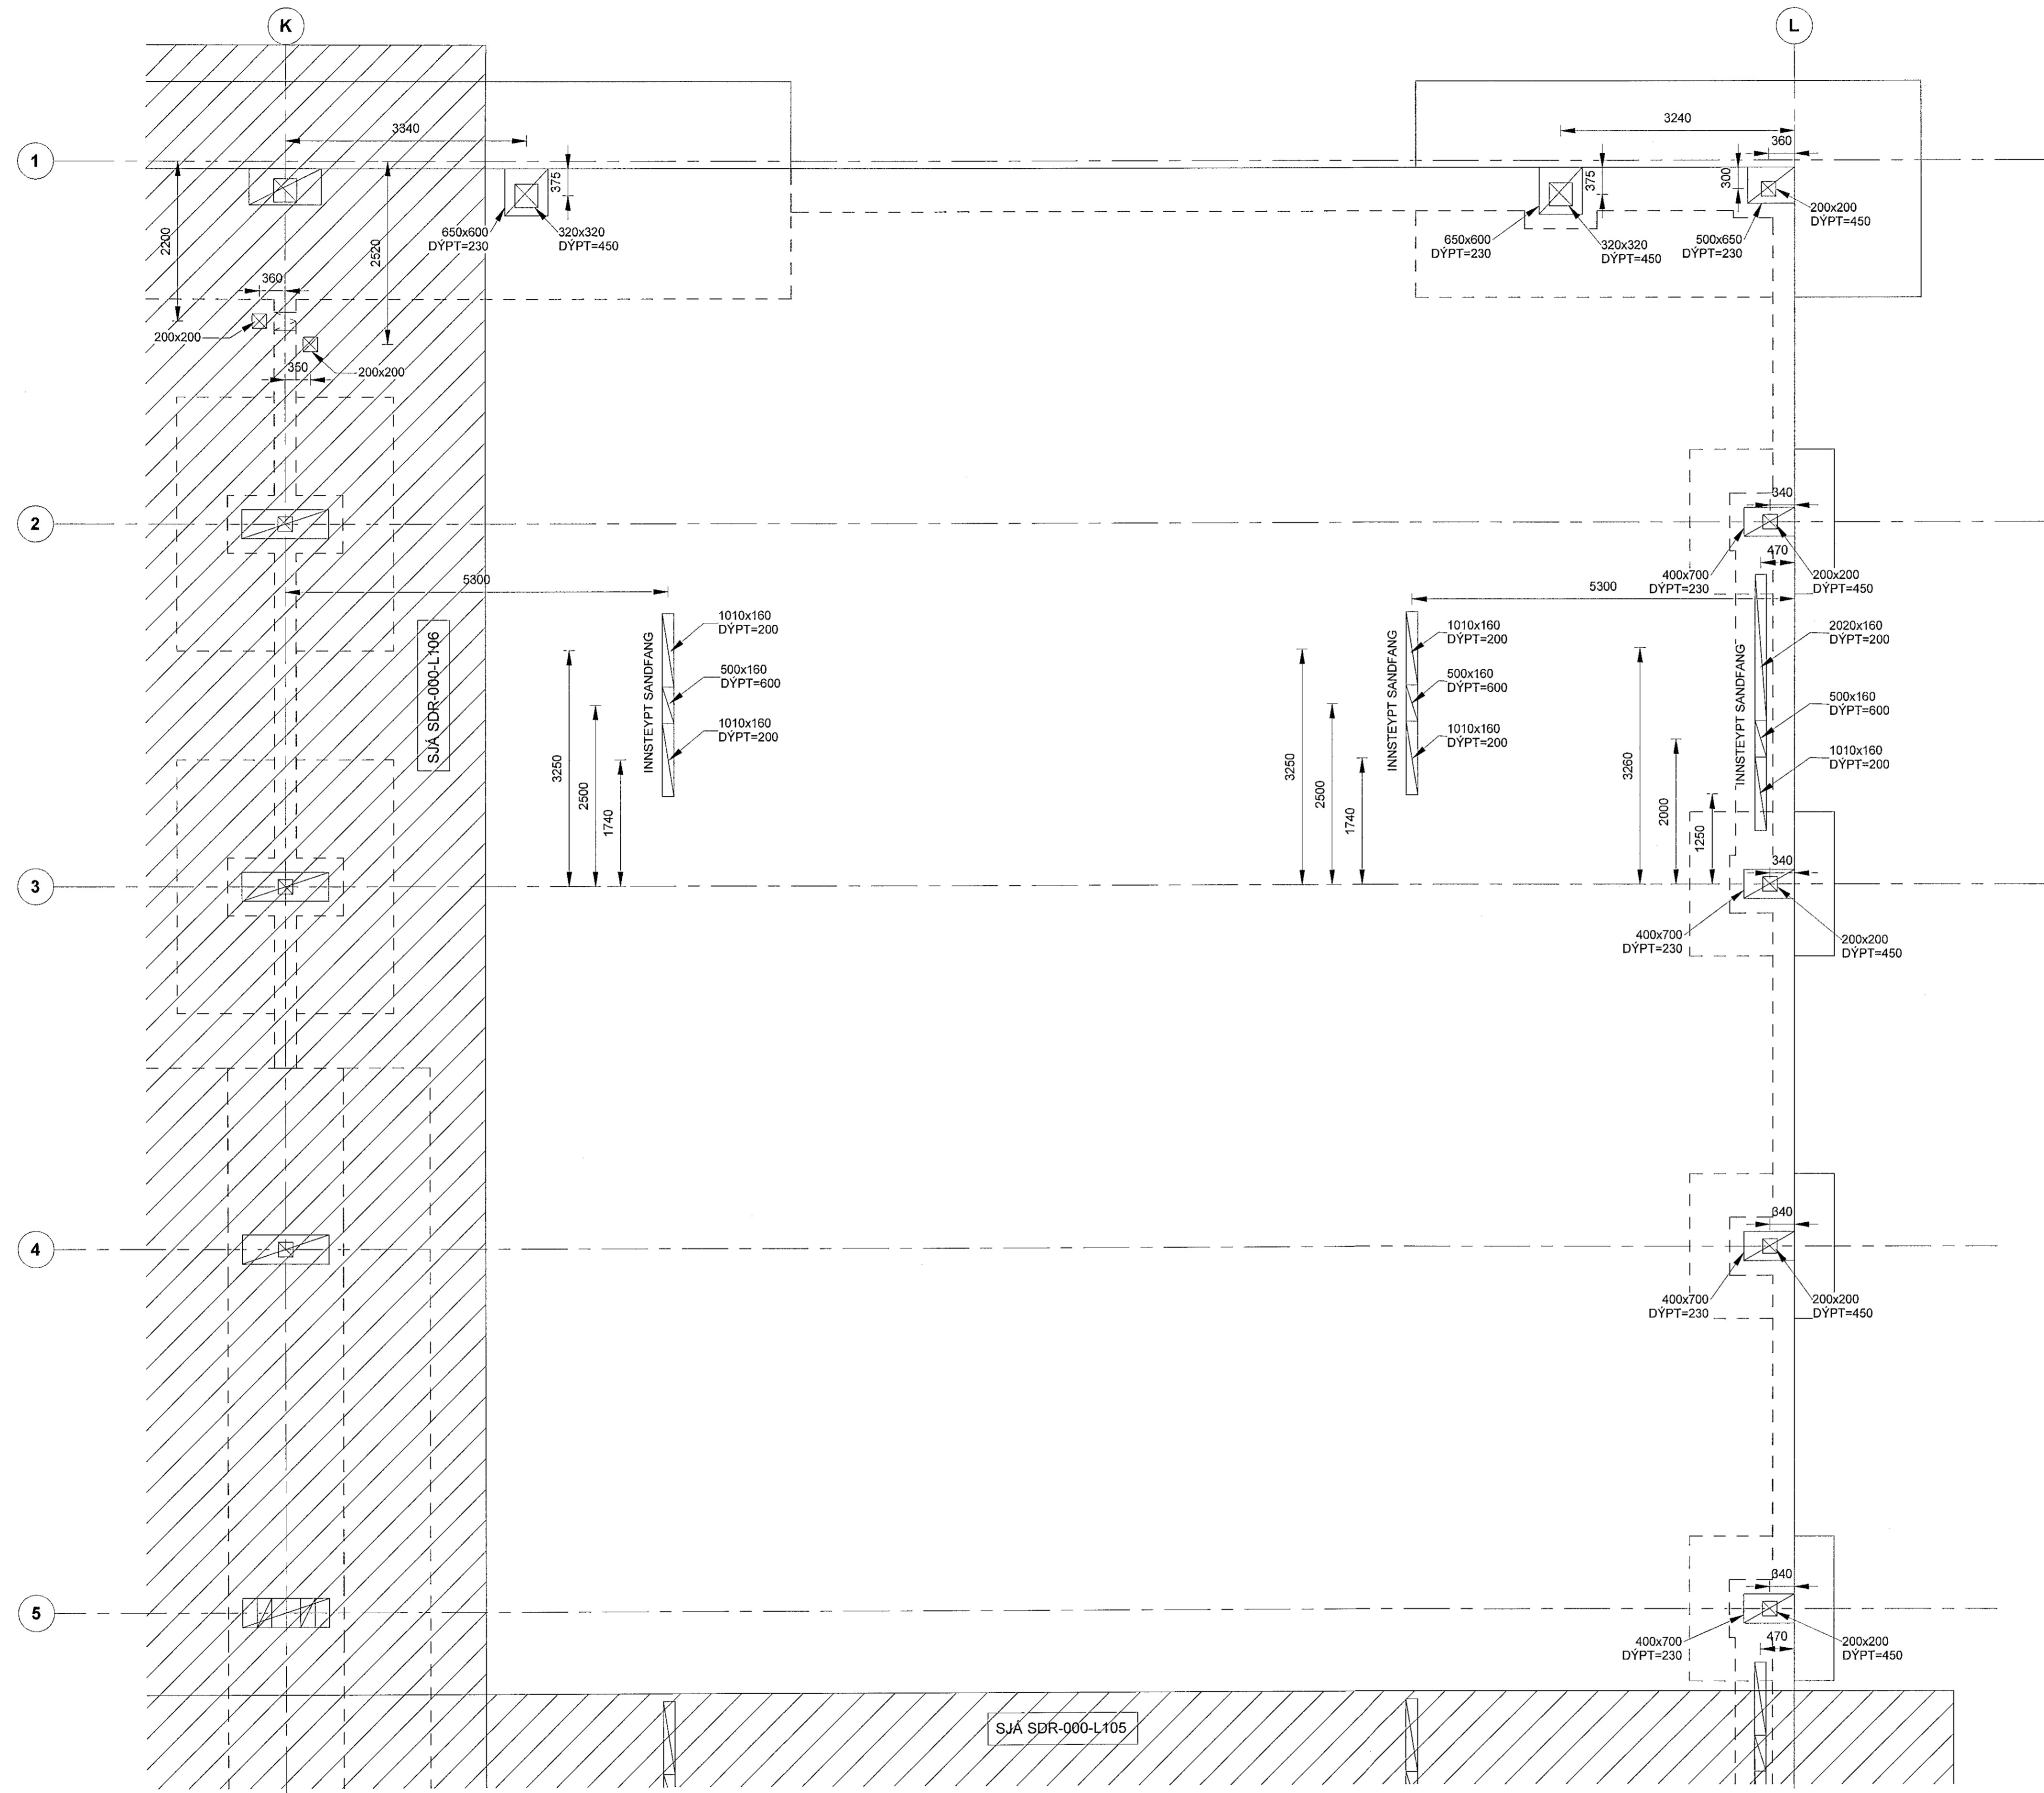 K
L
1
3340
3240
360
375
375
300
2200
2520
650x600
DÝPT=230
320x320
DÝPT=450
650x600
DÝPT=230
320x320
DÝPT=450
500x650
DÝPT=230
200x200
DÝPT=450
360
200x200
350
200x200
2
340
400x700
DÝPT=230
470
200x200
DÝPT=450
5300
5300
SJÁ SDR-000-L106
INNSTEYPT SANDFANG
1010x160
DÝPT=200
500x160
DÝPT=600
1010x160
DÝPT=200
3250
2500
1740
INNSTEYPT SANDFANG
1010x160
DÝPT=200
500x160
DÝPT=600
1010x160
DÝPT=200
3250
2500
1740
INNSTEYPT SANDFANG
2020x160
DÝPT=200
500x160
DÝPT=600
1010x160
DÝPT=200
3260
2000
1250
3
340
400x700
DÝPT=230
200x200
DÝPT=450
4
340
400x700
DÝPT=230
200x200
DÝPT=450
5
340
400x700
DÝPT=230
470
200x200
DÝPT=450
SJÁ SDR-000-L105